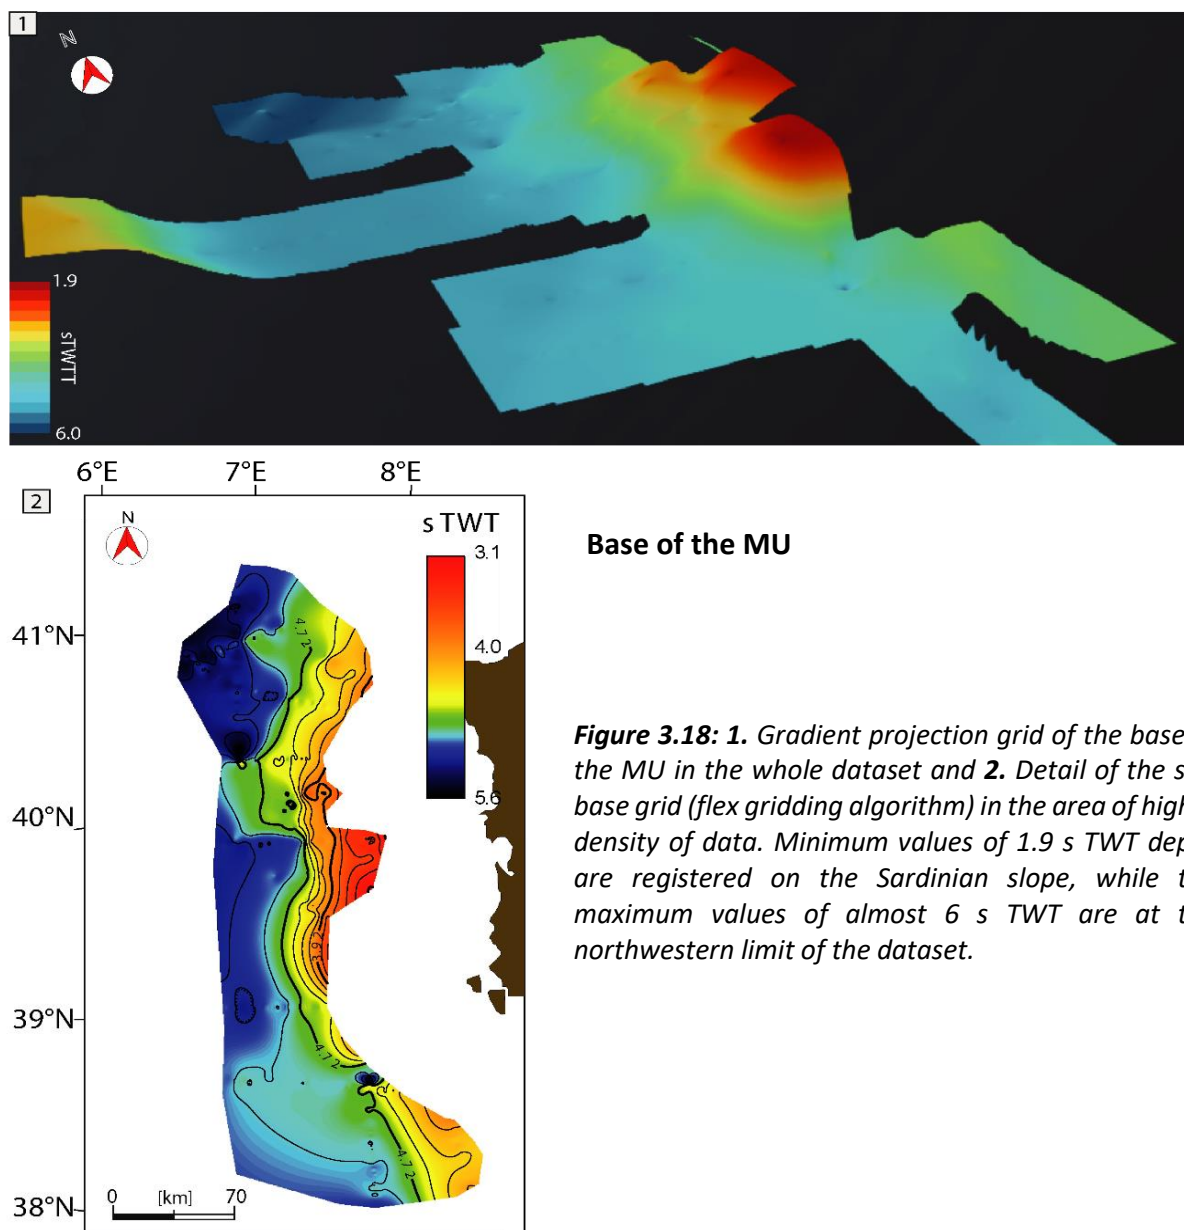 1
N
1.9
sTWTT
6.0
6°E 7°E 8°E
2
N
s TWT
3.1
4.0
5.6
41°N
40°N
39°N
38°N
4.72
3.92
4.72
4.72
0 [km] 70
Base of the MU
Figure 3.18: 1. Gradient projection grid of the base
the MU in the whole dataset and 2. Detail of the s
base grid (flex gridding algorithm) in the area of high
density of data. Minimum values of 1.9 s TWT dep
are registered on the Sardinian slope, while t
maximum values of almost 6 s TWT are at t
northwestern limit of the dataset.